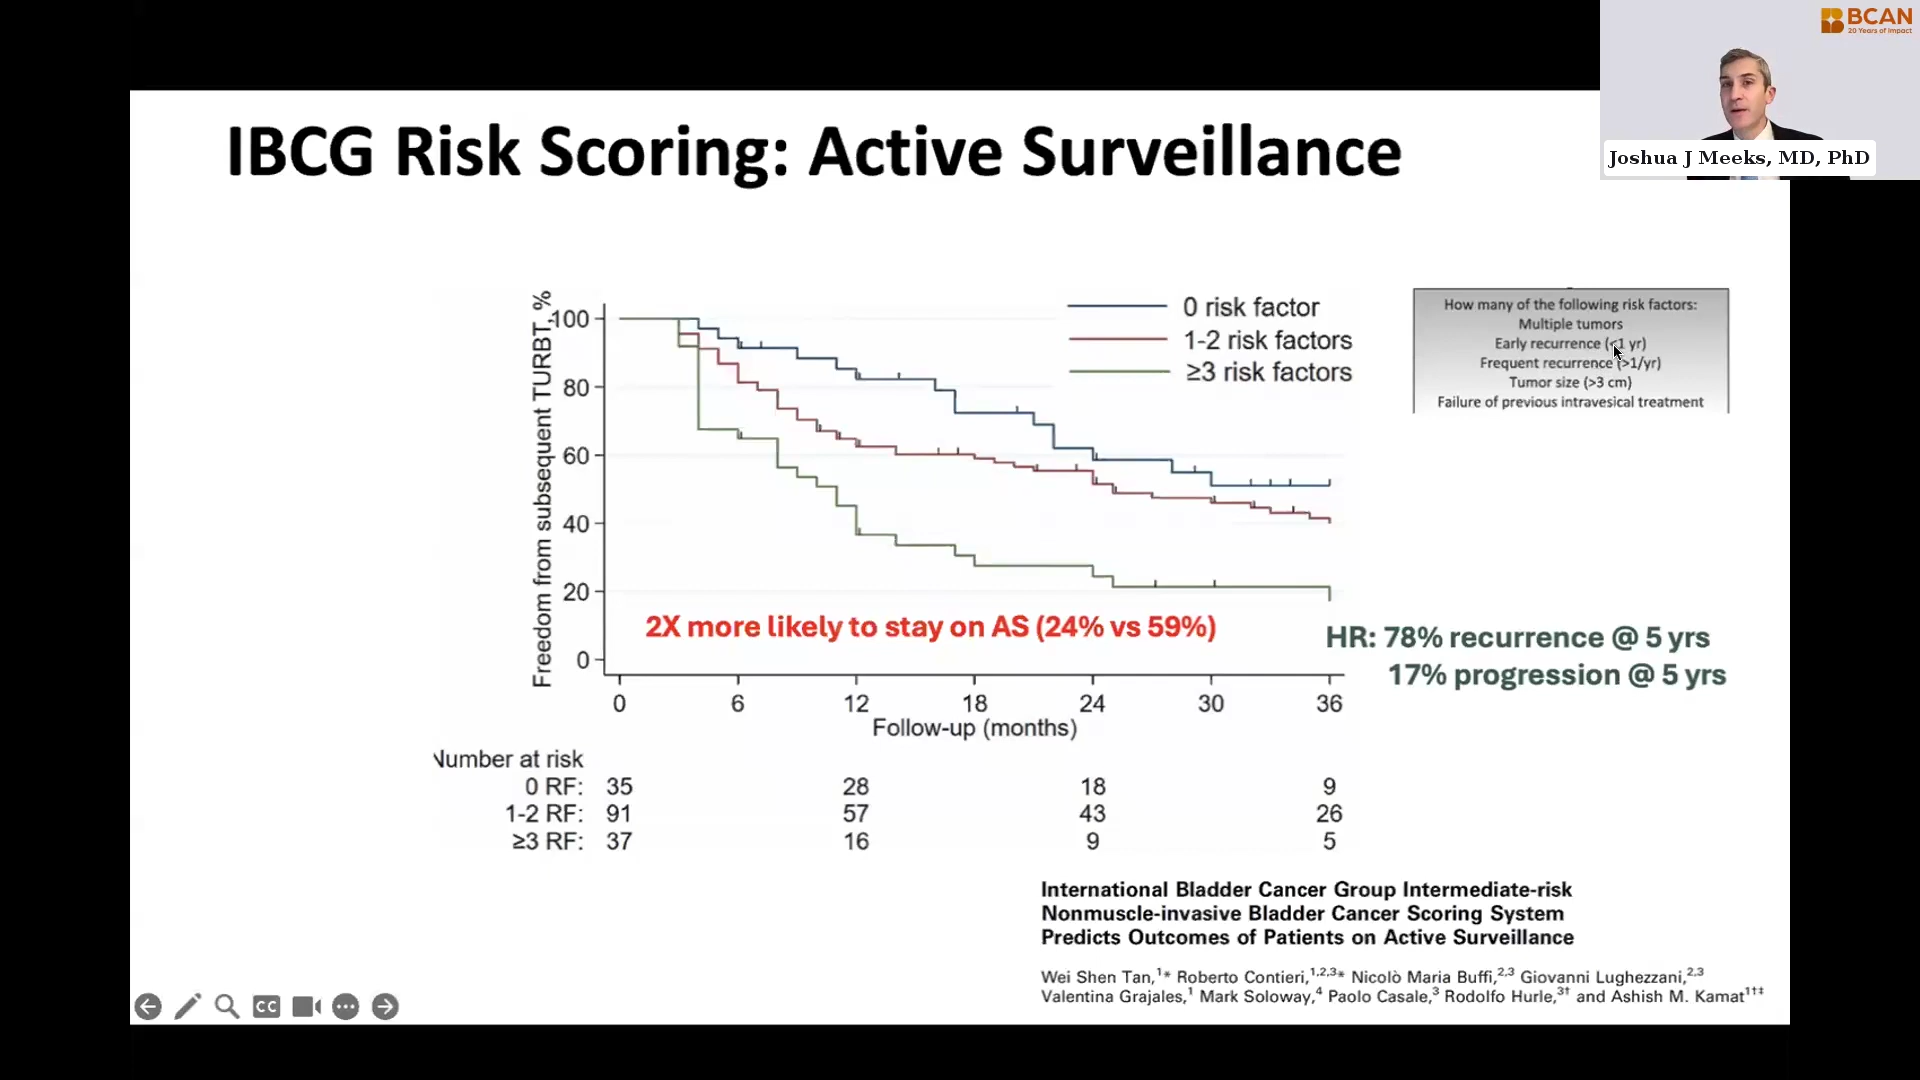 BCAN
20 Years of Impact
Joshua J Meeks, MD, PhD
IBCG Risk Scoring: Active Surveillance
Freedom from subsequent TURBT, %
100
80
60
40
20
0
0 risk factor
1-2 risk factors
≥3 risk factors
2X more likely to stay on AS (24% vs 59%)
0 6 12 18 24 30 36
Follow-up (months)
Number at risk
0 RF: 35 28 18 9
1-2 RF: 91 57 43 26
≥3 RF: 37 16 9 5
How many of the following risk factors:
Multiple tumors
Early recurrence (<1 yr)
Frequent recurrence (>1/yr)
Tumor size (>3 cm)
Failure of previous intravesical treatment
HR: 78% recurrence @ 5 yrs
17% progression @ 5 yrs
International Bladder Cancer Group Intermediate-risk
Nonmuscle-invasive Bladder Cancer Scoring System
Predicts Outcomes of Patients on Active Surveillance
Wei Shen Tan,¹* Roberto Contieri,¹,²,³* Nicolò Maria Buffi,²,³ Giovanni Lughezzani,²,³
Valentina Grajales,¹ Mark Soloway,⁴ Paolo Casale,³ Rodolfo Hurle,³† and Ashish M. Kamat¹†‡
CC